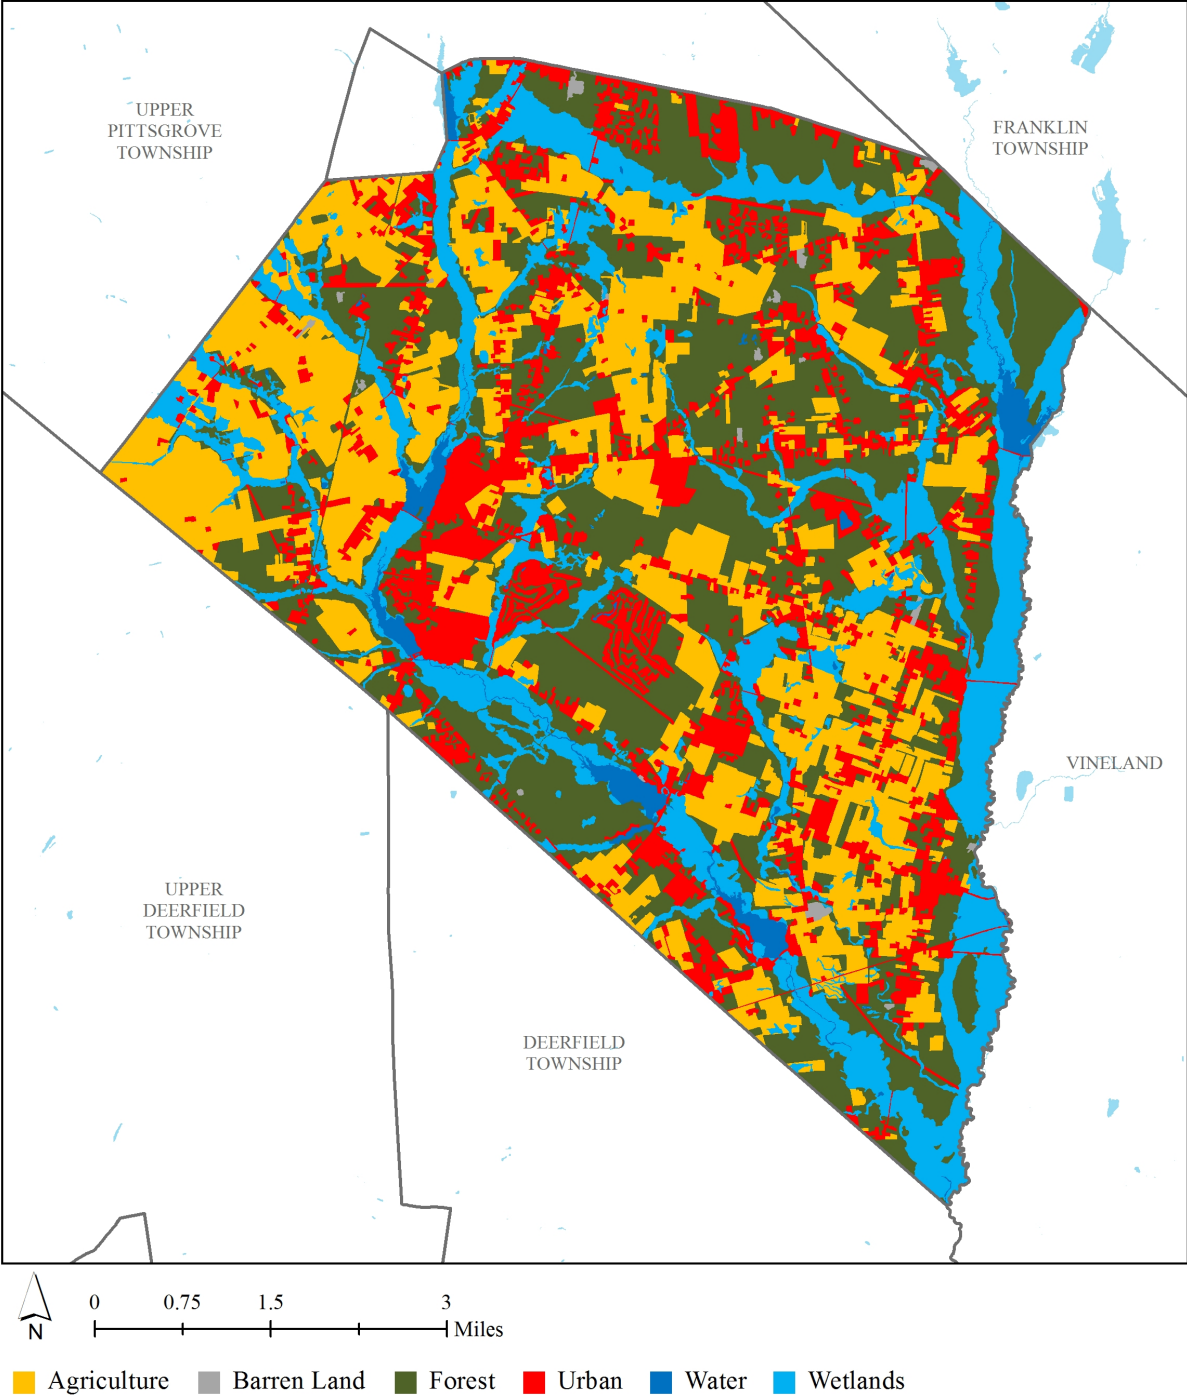 UPPER
PITTSGROVE
TOWNSHIP
FRANKLIN
TOWNSHIP
VINELAND
UPPER
DEERFIELD
TOWNSHIP
DEERFIELD
TOWNSHIP
N
0 0.75 1.5 3
Miles
Agriculture Barren Land Forest Urban Water Wetlands